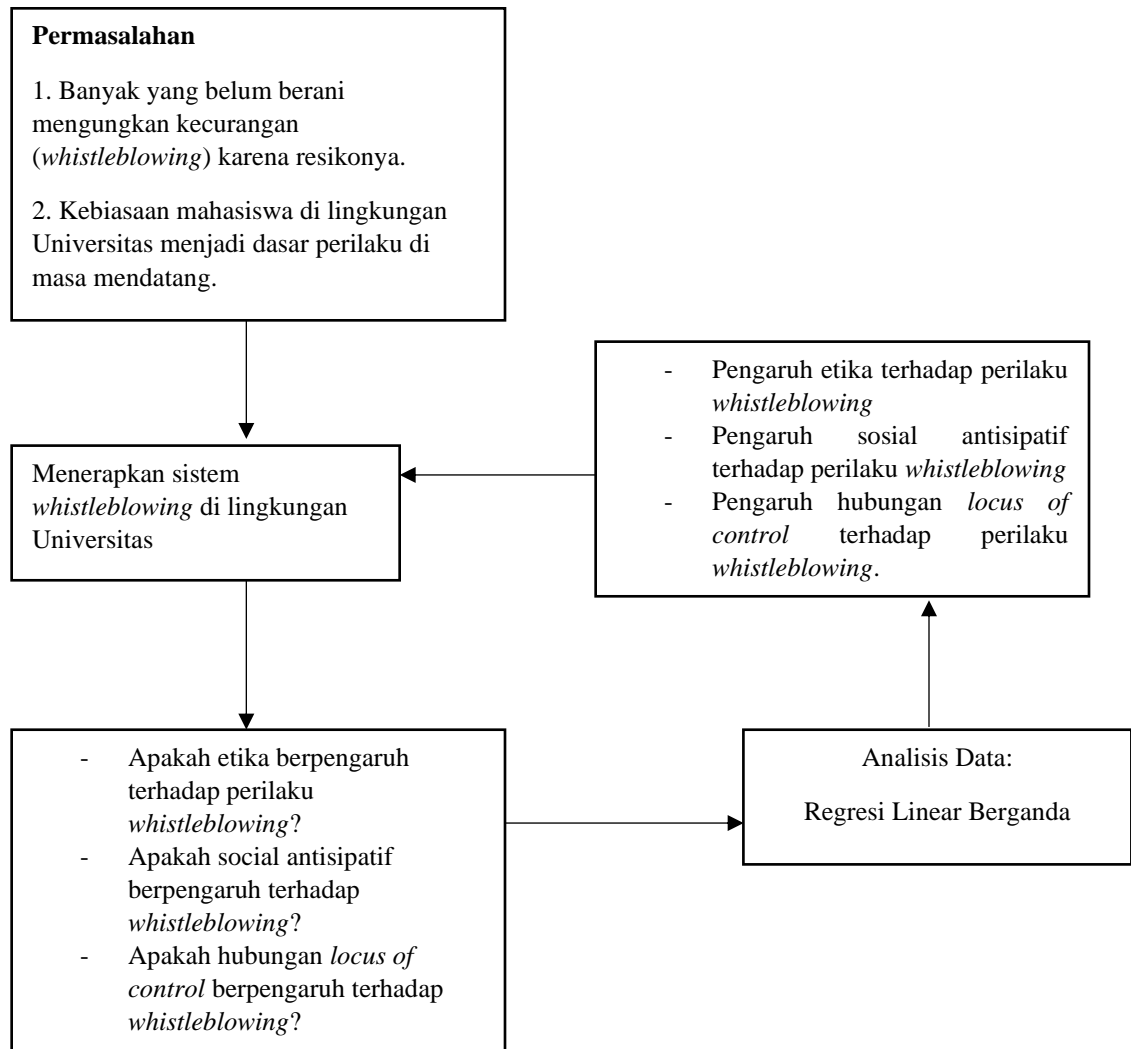 Permasalahan
1. Banyak yang belum berani
mengungkan kecurangan
(whistleblowing) karena resikonya.
2. Kebiasaan mahasiswa di lingkungan
Universitas menjadi dasar perilaku di
masa mendatang.
- Pengaruh etika terhadap perilaku
whistleblowing
- Pengaruh sosial antisipatif
terhadap perilaku whistleblowing
- Pengaruh hubungan locus of
control terhadap perilaku
whistleblowing.
Menerapkan sistem
whistleblowing di lingkungan
Universitas
- Apakah etika berpengaruh
terhadap perilaku
whistleblowing?
- Apakah social antisipatif
berpengaruh terhadap
whistleblowing?
- Apakah hubungan locus of
control berpengaruh terhadap
whistleblowing?
Analisis Data:
Regresi Linear Berganda